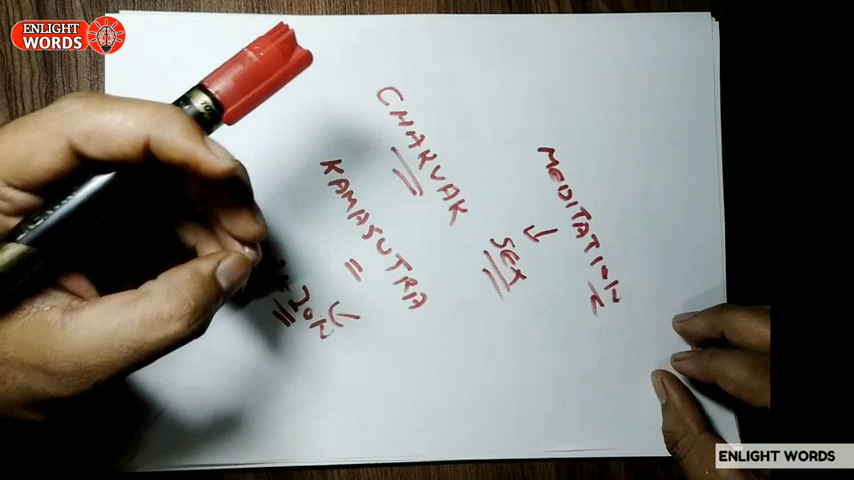 ENLIGHT
WORDS
CHARVAK
MEDITATION
KAMASUTRA
SEX
ENLIGHT WORDS